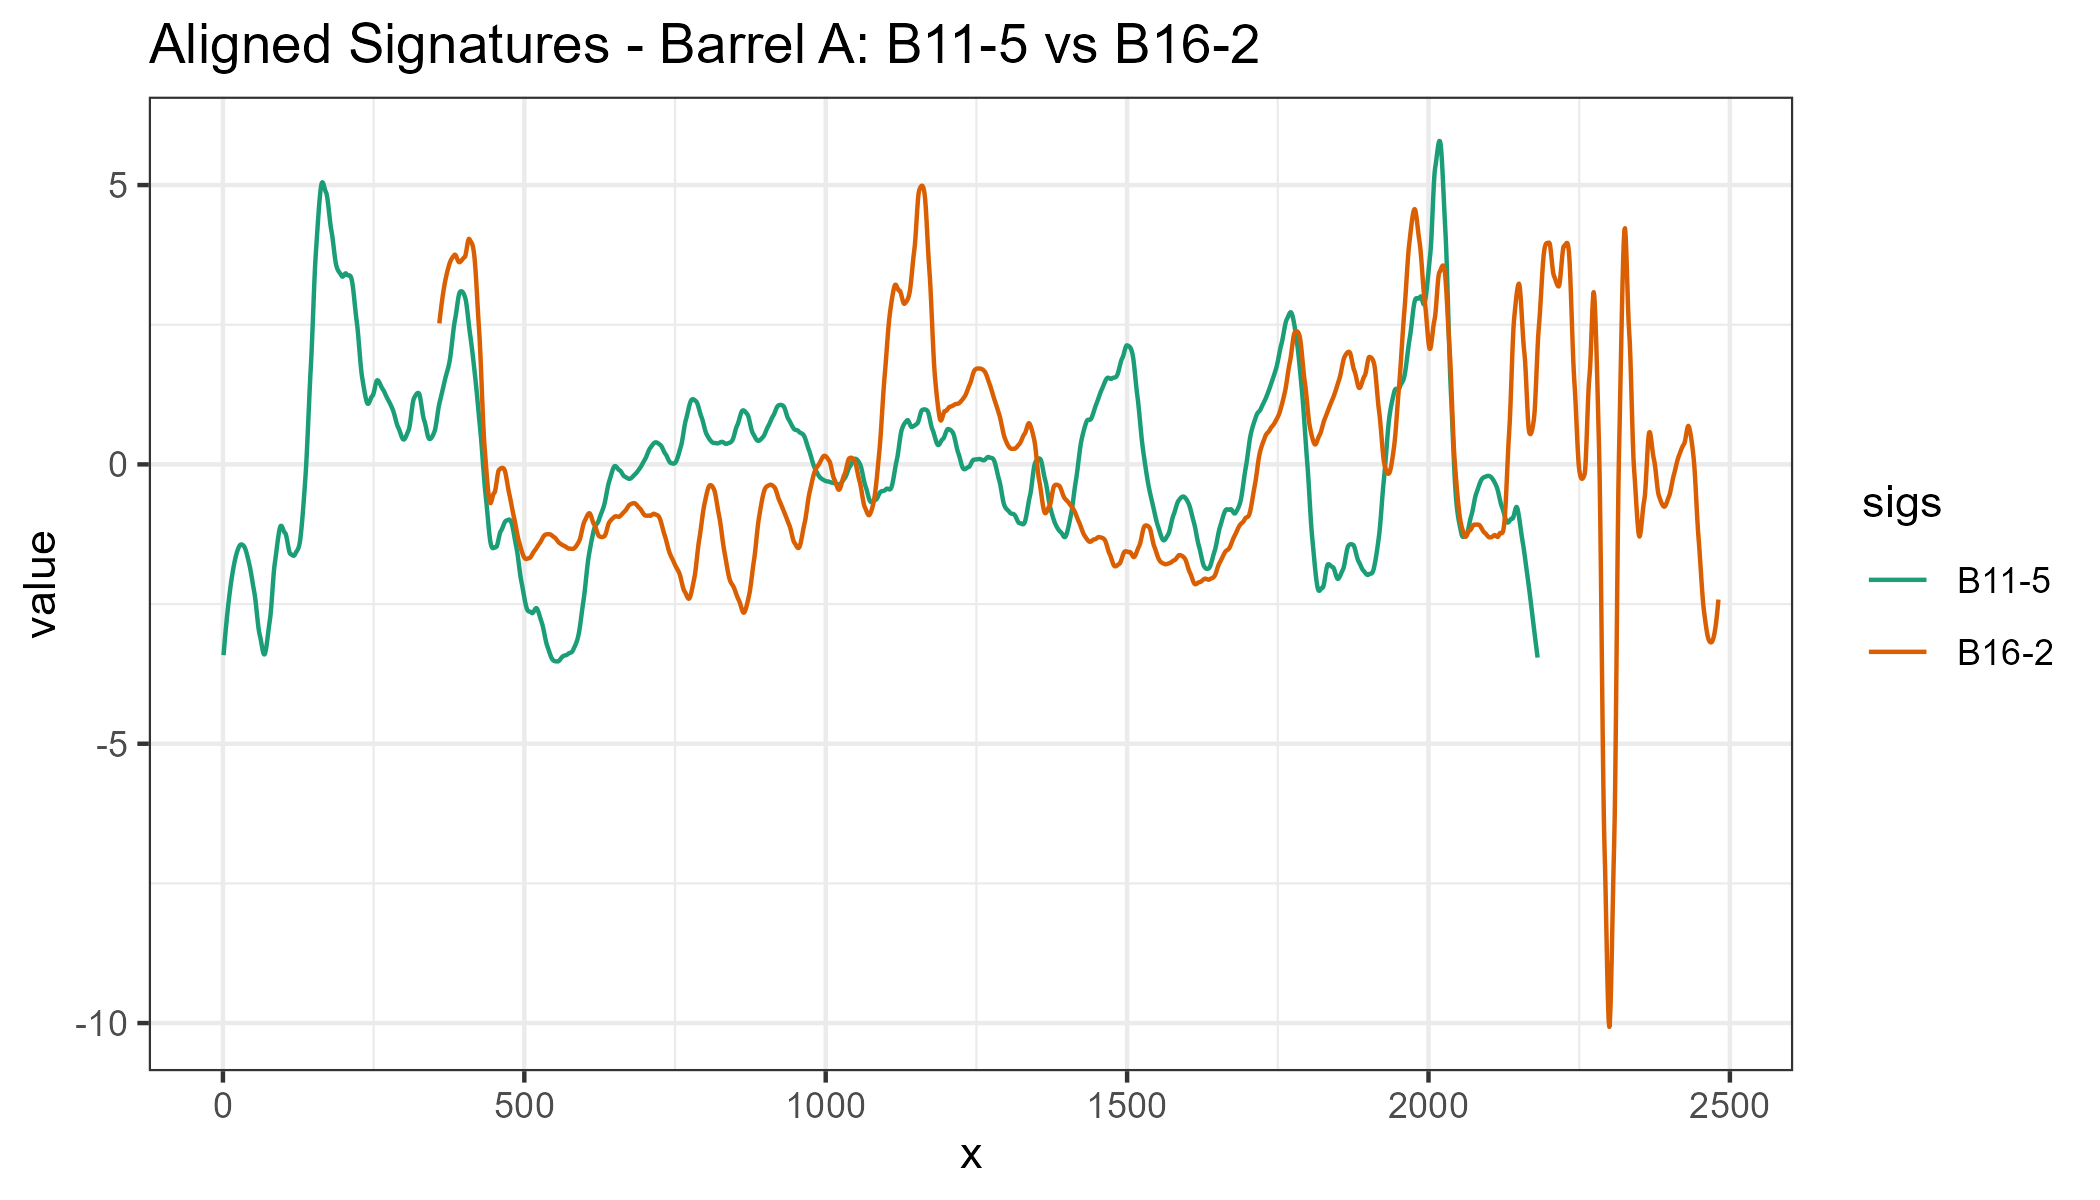 Aligned Signatures - Barrel A: B11-5 vs B16-2
value
5
0
-5
-10
0 500 1000 1500 2000 2500
x
sigs
B11-5
B16-2